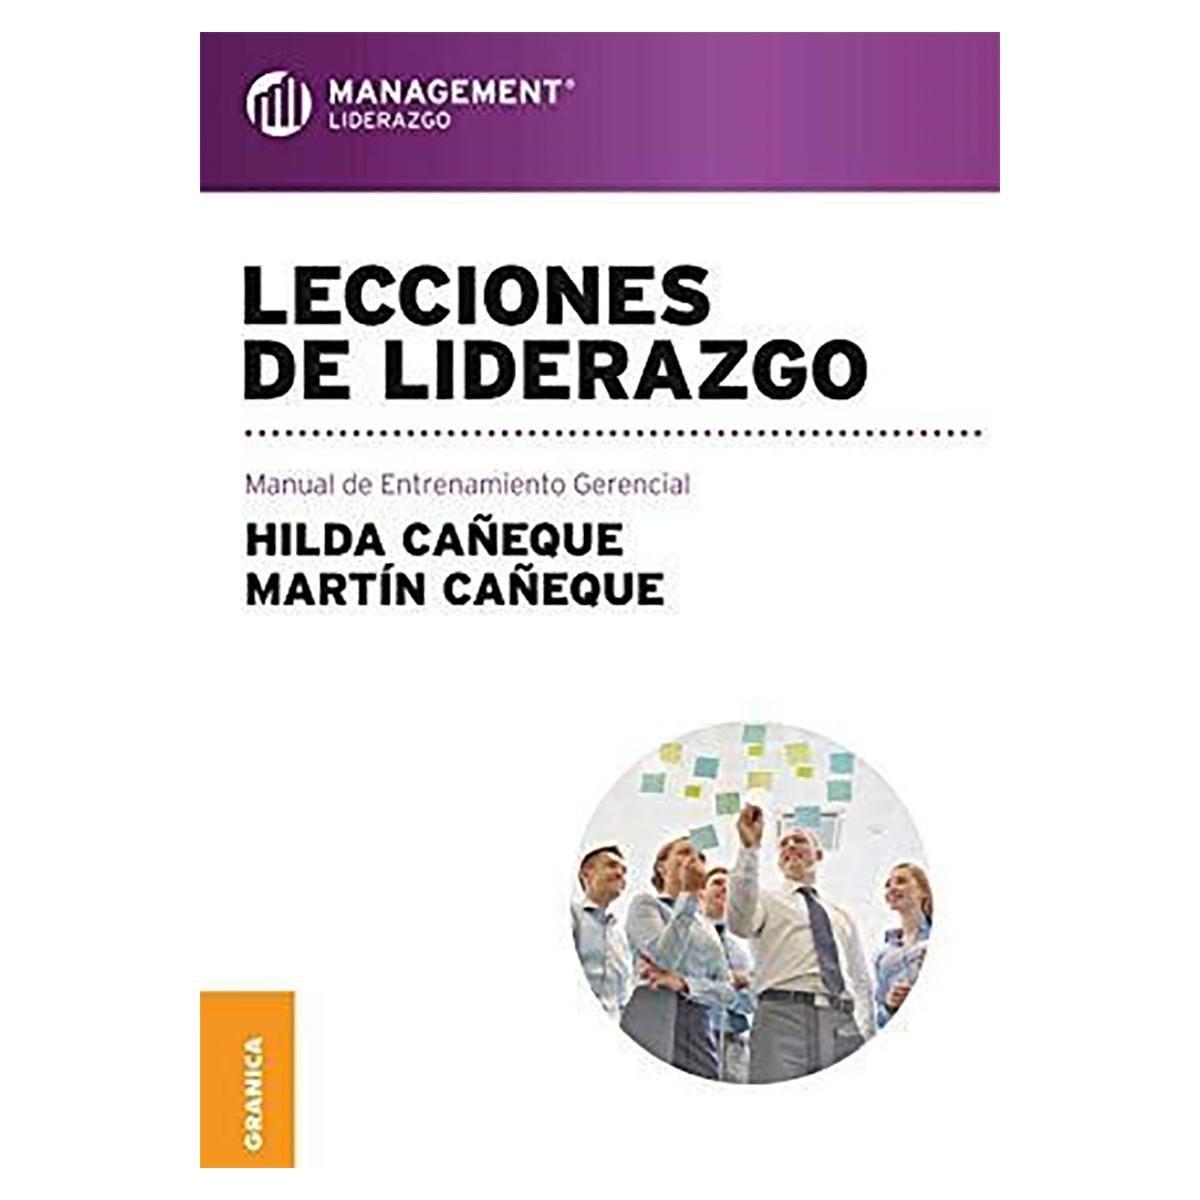 MANAGEMENT®
LIDERAZGO
LECCIONES
DE LIDERAZGO
Manual de Entrenamiento Gerencial
HILDA CAÑEQUE
MARTÍN CAÑEQUE
GRANICA